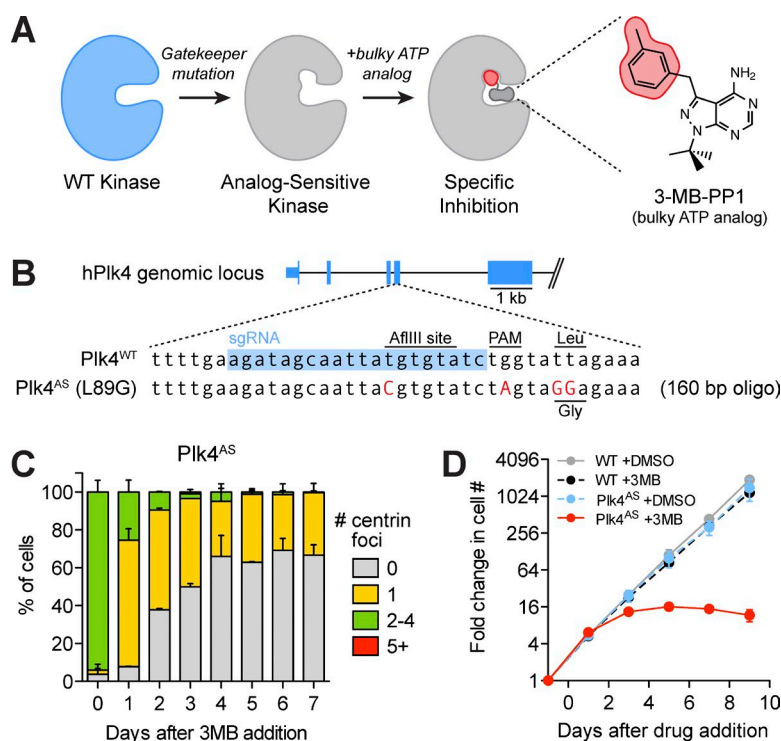 A
WT Kinase
Gatekeeper
mutation
Analog-Sensitive
Kinase
+bulky ATP
analog
Specific
Inhibition
NH2
N
N
N
N
3-MB-PP1
(bulky ATP analog)
B
hPlk4 genomic locus
1 kb
sgRNA
AflIII site
PAM
Leu
Plk4WT
ttttgaagatagcaattatgtgtatctggtattagaaa
Plk4AS (L89G)
ttttgaagatagcaattaCgtgtatctAgtaGGagaaa
(160 bp oligo)
Gly
C
Plk4AS
% of cells
100
80
60
40
20
0
0 1 2 3 4 5 6 7
Days after 3MB addition
# centrin
foci
0
1
2-4
5+
D
Fold change in cell #
4096
1024
256
64
16
4
1
0 2 4 6 8 10
Days after drug addition
WT +DMSO
WT +3MB
Plk4AS +DMSO
Plk4AS +3MB